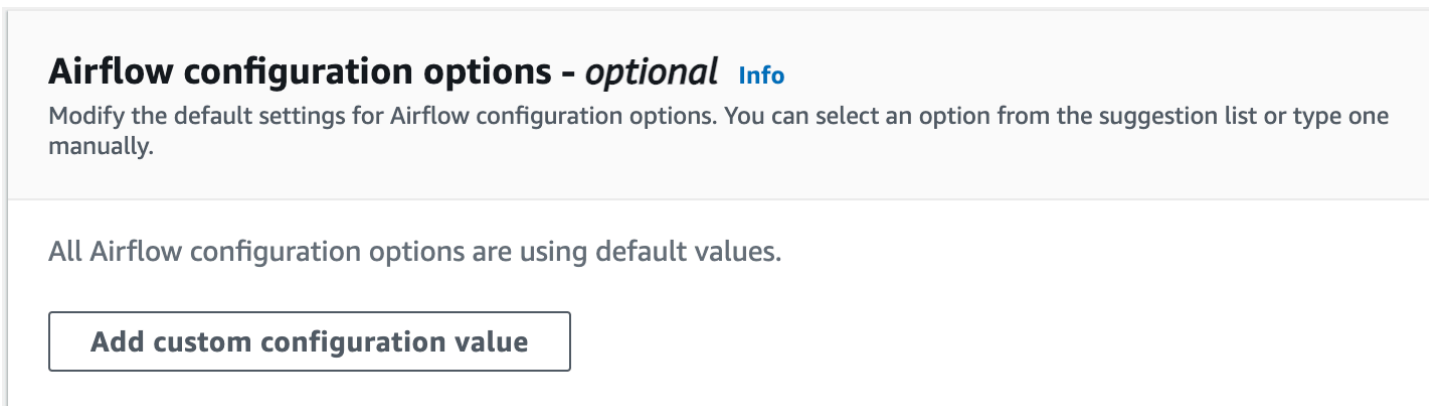 Airflow configuration options - optional Info
Modify the default settings for Airflow configuration options. You can select an option from the suggestion list or type one
manually.
All Airflow configuration options are using default values.
Add custom configuration value